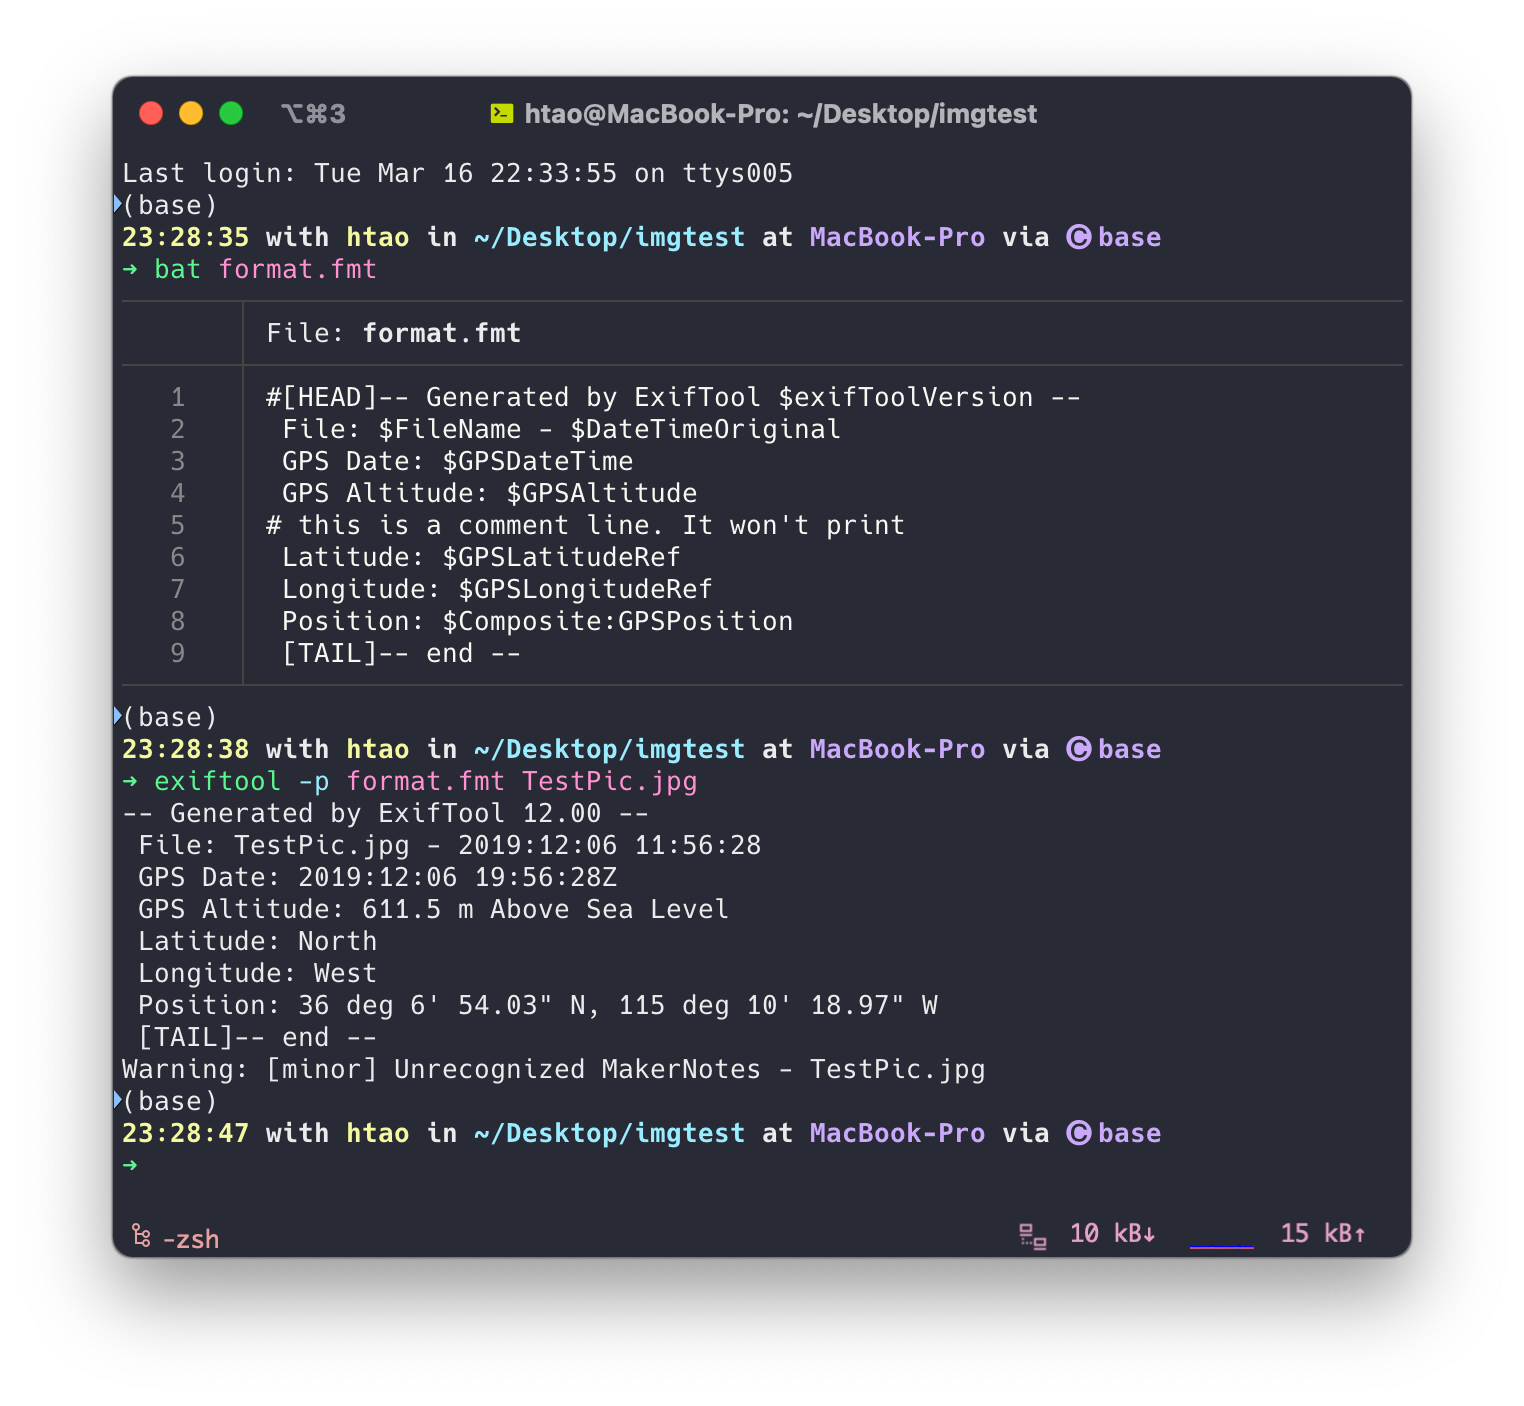 ⌥⌘3 htao@MacBook-Pro: ~/Desktop/imgtest
Last login: Tue Mar 16 22:33:55 on ttys005
(base)
23:28:35 with htao in ~/Desktop/imgtest at MacBook-Pro via 🅒 base
➜ bat format.fmt
File: format.fmt
1 #[HEAD]-- Generated by ExifTool $exifToolVersion --
2 File: $FileName - $DateTimeOriginal
3 GPS Date: $GPSDateTime
4 GPS Altitude: $GPSAltitude
5 # this is a comment line. It won't print
6 Latitude: $GPSLatitudeRef
7 Longitude: $GPSLongitudeRef
8 Position: $Composite:GPSPosition
9 [TAIL]-- end --
(base)
23:28:38 with htao in ~/Desktop/imgtest at MacBook-Pro via 🅒 base
➜ exiftool -p format.fmt TestPic.jpg
-- Generated by ExifTool 12.00 --
File: TestPic.jpg - 2019:12:06 11:56:28
GPS Date: 2019:12:06 19:56:28Z
GPS Altitude: 611.5 m Above Sea Level
Latitude: North
Longitude: West
Position: 36 deg 6' 54.03" N, 115 deg 10' 18.97" W
[TAIL]-- end --
Warning: [minor] Unrecognized MakerNotes - TestPic.jpg
(base)
23:28:47 with htao in ~/Desktop/imgtest at MacBook-Pro via 🅒 base
➜
-zsh 10 kB↓ 15 kB↑